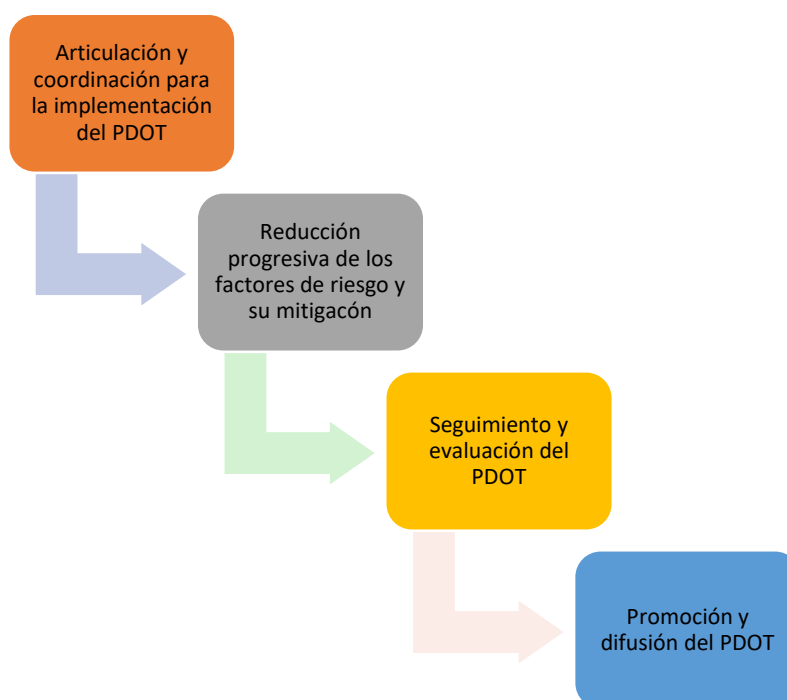 Articulación y
coordinación para
la implementación
del PDOT
Reducción
progresiva de los
factores de riesgo y
su mitigacón
Seguimiento y
evaluación del
PDOT
Promoción y
difusión del PDOT